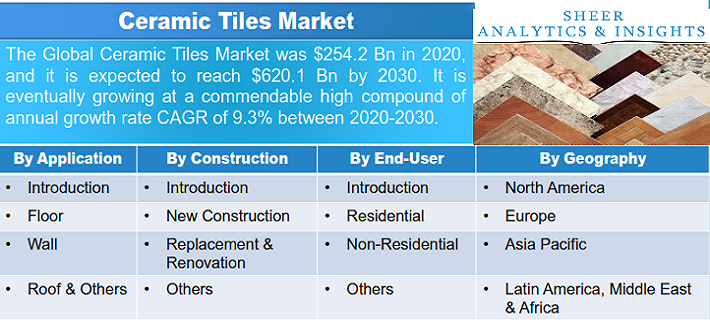 Ceramic Tiles Market
SHEER
ANALYTICS & INSIGHTS
The Global Ceramic Tiles Market was $254.2 Bn in 2020,
and it is expected to reach $620.1 Bn by 2030. It is
eventually growing at a commendable high compound of
annual growth rate CAGR of 9.3% between 2020-2030.
By Application
By Construction
By End-User
By Geography
• Introduction
• Introduction
• Introduction
• North America
• Floor
• New Construction
• Residential
• Europe
• Wall
• Replacement &
Renovation
• Non-Residential
• Asia Pacific
• Roof & Others
• Others
• Others
• Latin America, Middle East
& Africa